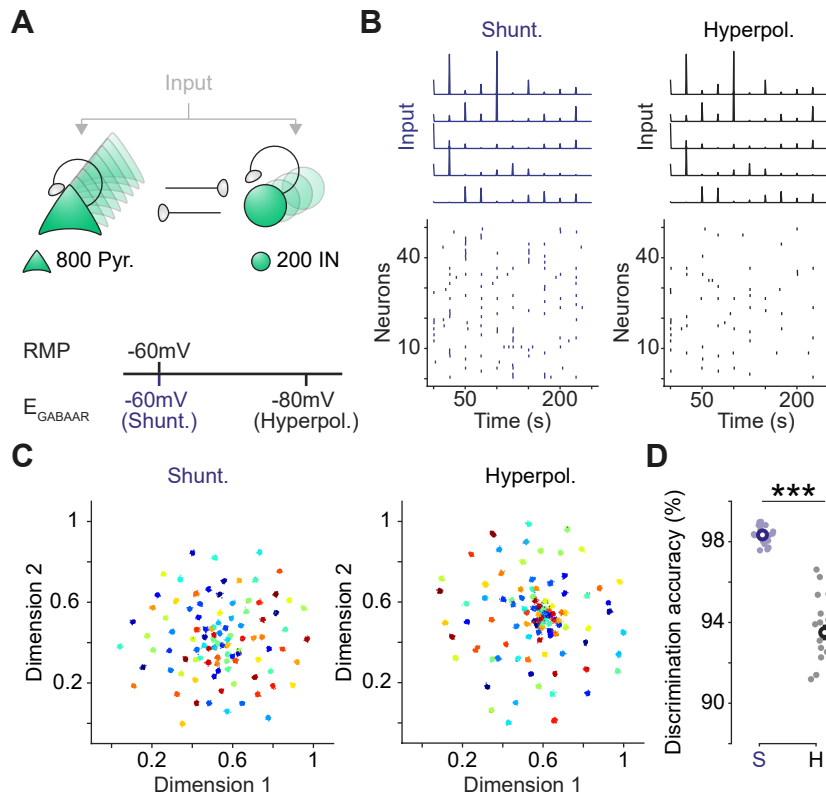 A
Input
800 Pyr.
200 IN
RMP
-60mV
E GABAAR
-60mV
(Shunt.)
-80mV
(Hyperpol.)
B
Shunt.
Hyperpol.
Input
Neurons
40
10
50
200
Time (s)
Neurons
40
10
50
200
Time (s)
C
Shunt.
Hyperpol.
Dimension 2
1
0.6
0.2
0.2
0.6
1
Dimension 1
Dimension 2
1
0.6
0.2
0.2
0.6
1
Dimension 1
D
***
Discrimination accuracy (%)
98
94
90
S
H